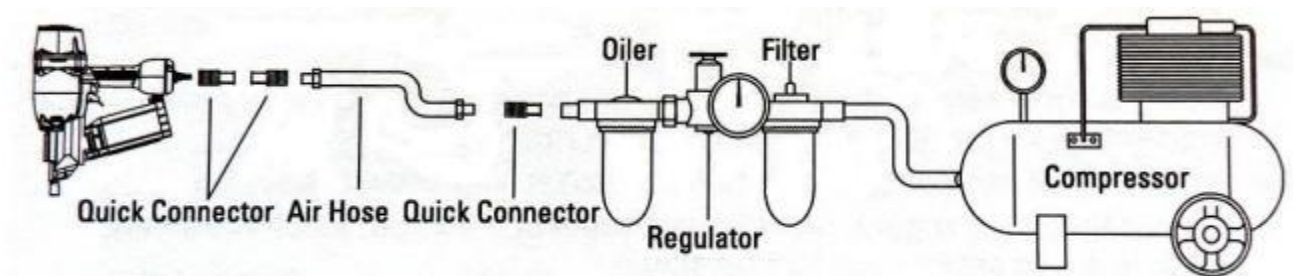 Oiler Filter
Compressor
Quick Connector Air Hose Quick Connector
Regulator